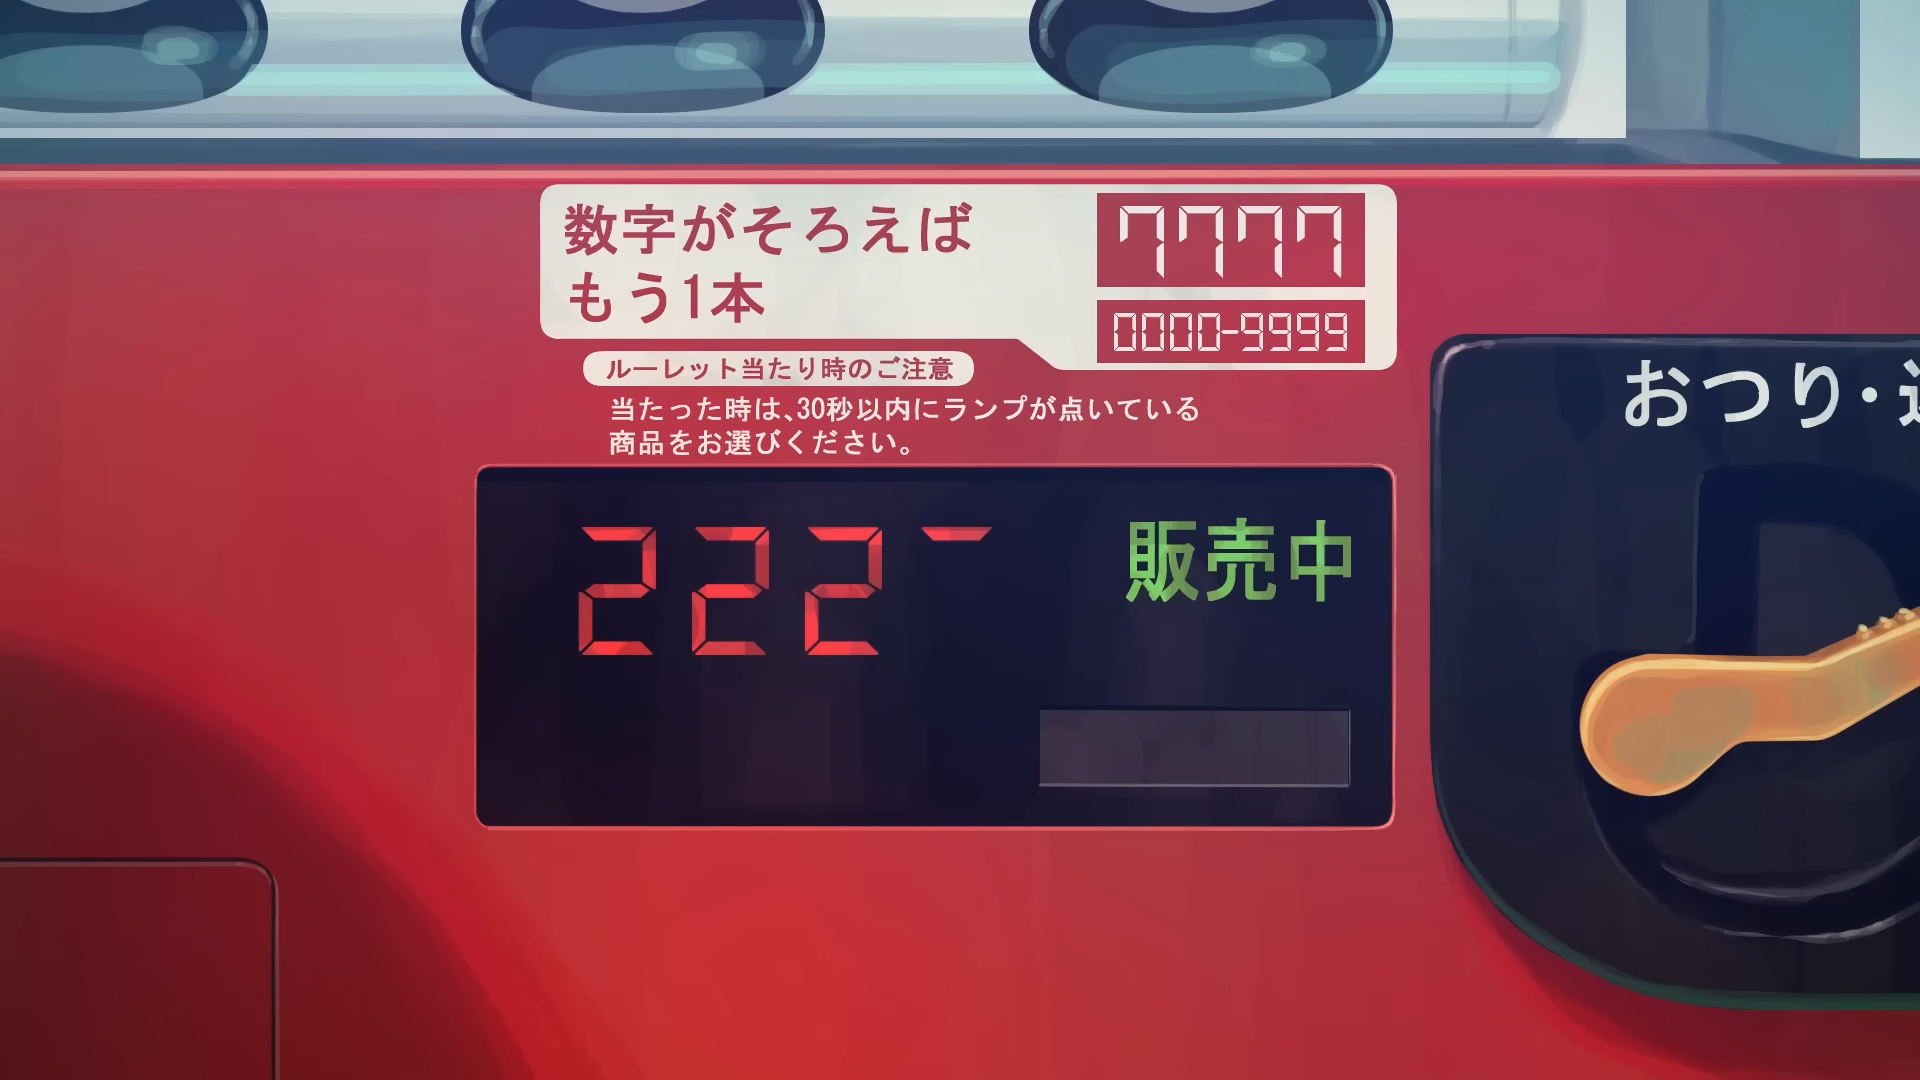 数字がそろえば
もう1本
7777
0000-9999
ルーレット当たり時のご注意
当たった時は、30秒以内にランプが点いている
商品をお選びください。
222
販売中
おつり・